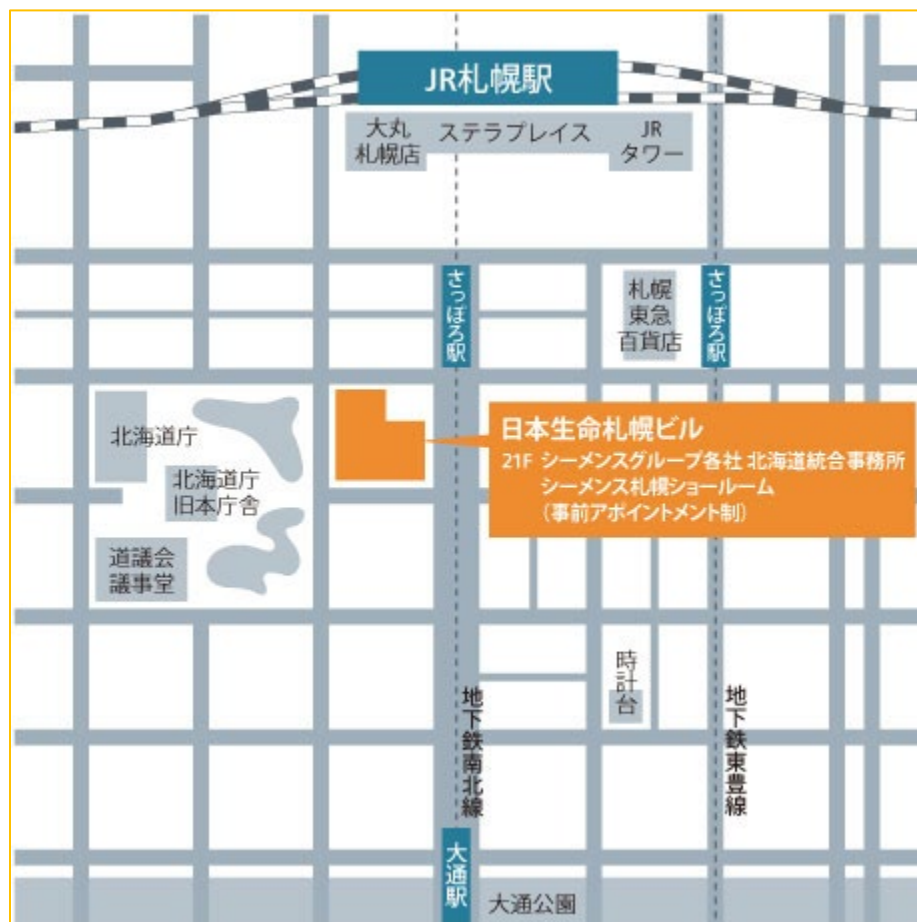 JR札幌駅
大丸
札幌店
ステラプレイス
JR
タワー
さっぽろ駅
札幌
東急
百貨店
さっぽろ駅
北海道庁
北海道庁
旧本庁舎
道議会
議事堂
日本生命札幌ビル
21F シーメンスグループ各社 北海道統合事務所
シーメンス札幌ショールーム
（事前アポイントメント制）
時計台
地下鉄南北線
地下鉄東豊線
大通駅
大通公園